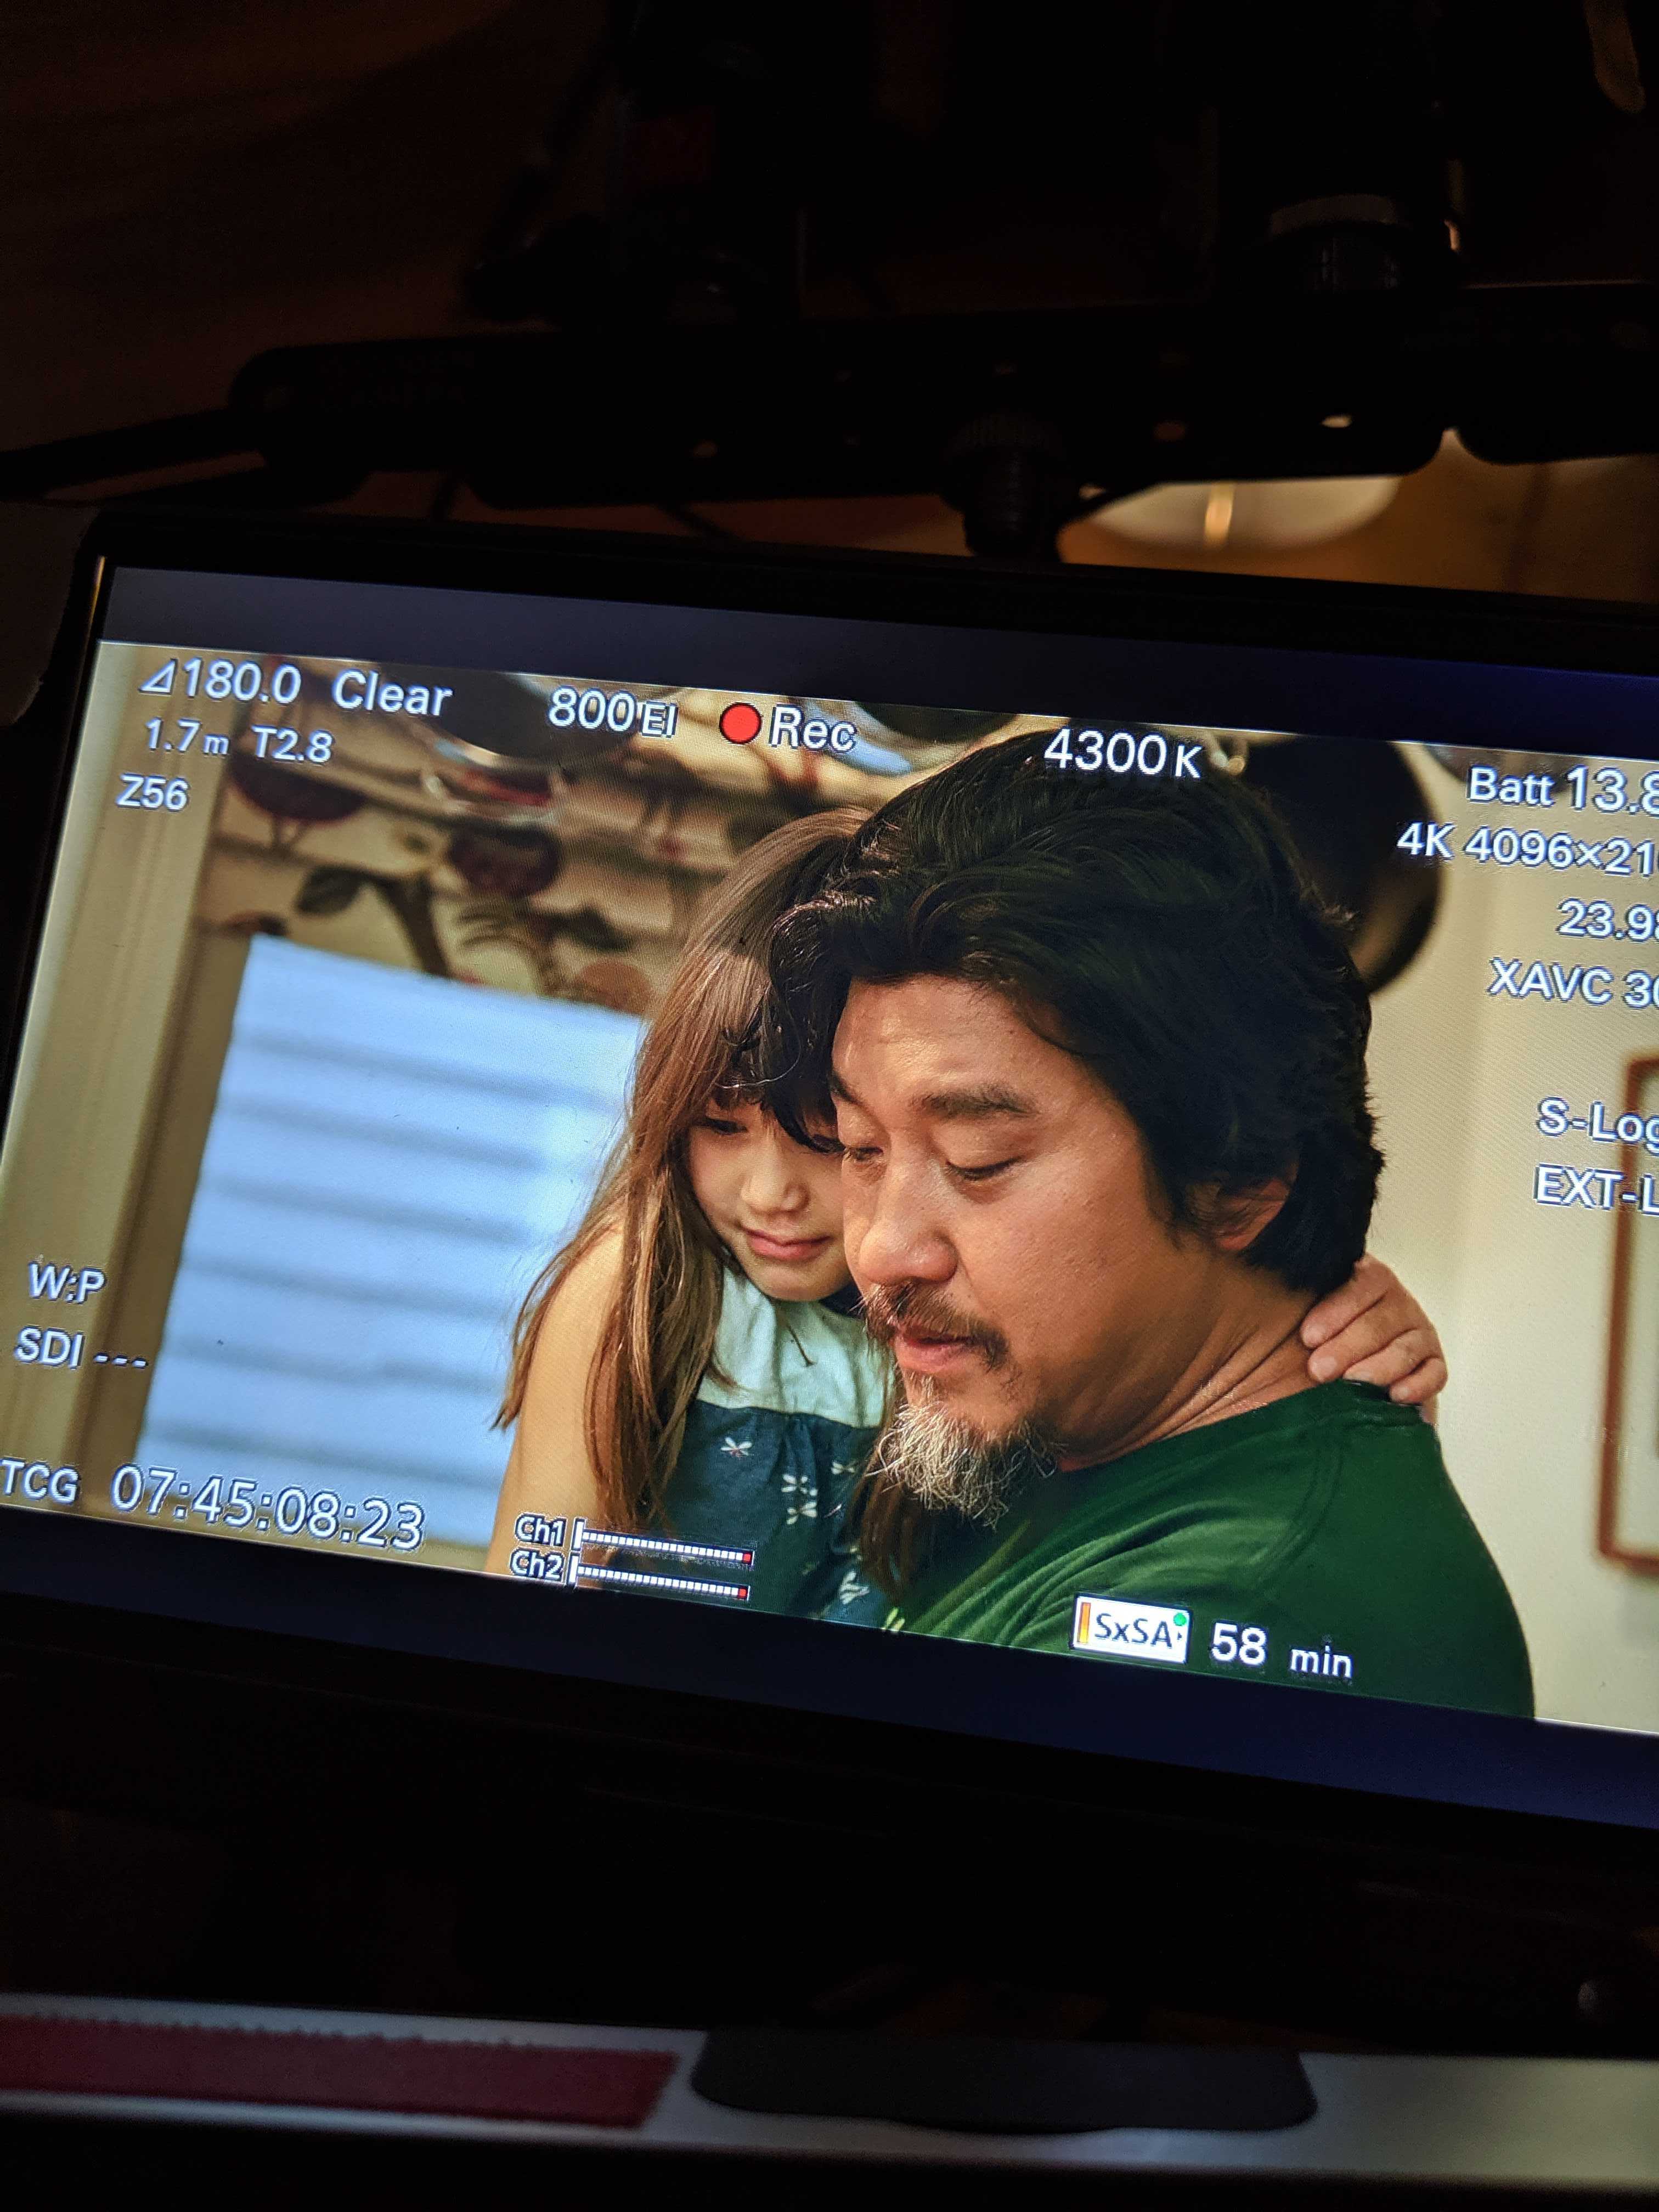 ⊿180.0 Clear 800EI Rec 4300K
1.7m T2.8
Z56
Batt 13.8
4K 4096×21
23.98
XAVC 30
S-Log
EXT-L
W:P
SDI ---
TCG 07:45:08:23
Ch1
Ch2
SxSA
58 min